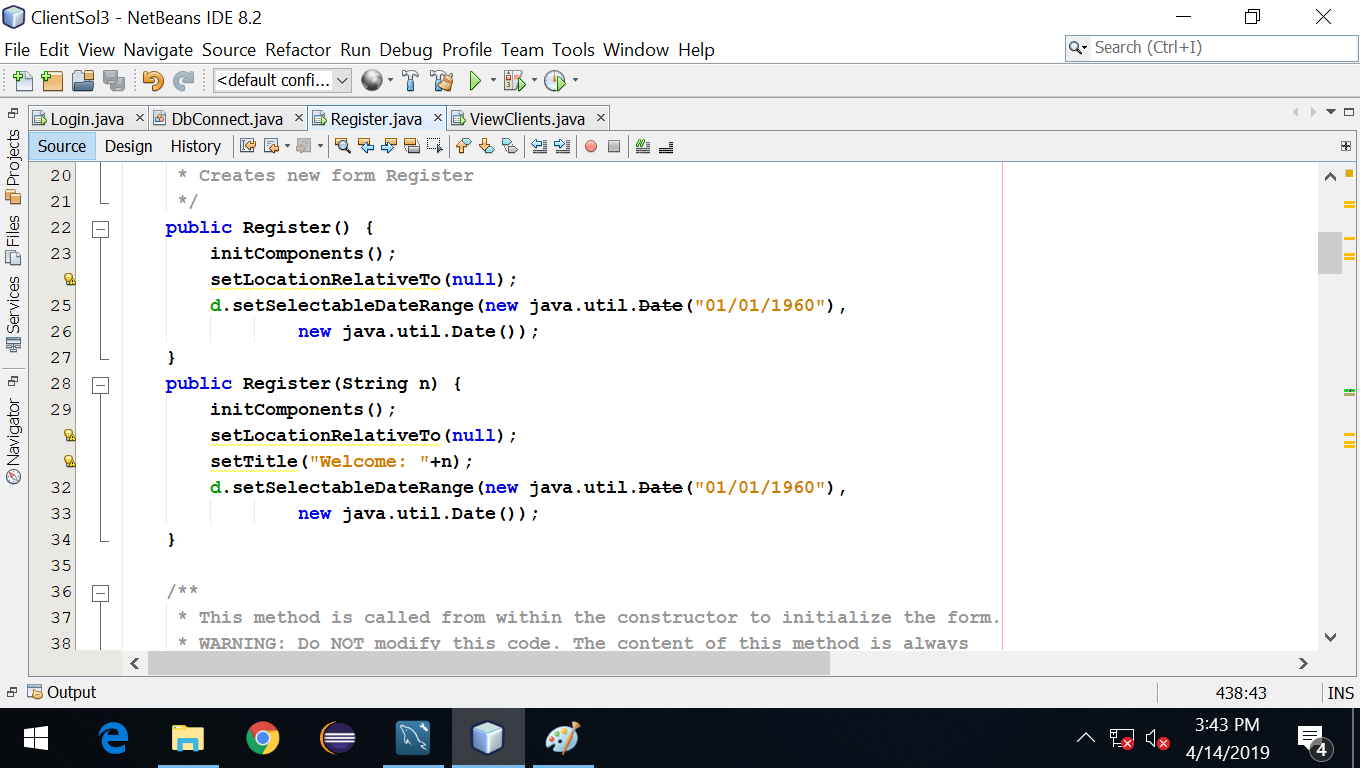 ClientSol3 - NetBeans IDE 8.2
File Edit View Navigate Source Refactor Run Debug Profile Team Tools Window Help
Search (Ctrl+I)
<default confi...
Login.java
DbConnect.java
Register.java
ViewClients.java
Source Design History
Projects
Files
Services
Navigator
20 * Creates new form Register
21 */
22 public Register() {
23 initComponents();
setLocationRelativeTo(null);
25 d.setSelectableDateRange(new java.util.Date("01/01/1960"),
26 new java.util.Date());
27 }
28 public Register(String n) {
29 initComponents();
setLocationRelativeTo(null);
setTitle("Welcome: "+n);
32 d.setSelectableDateRange(new java.util.Date("01/01/1960"),
33 new java.util.Date());
34 }
35
36 /**
37 * This method is called from within the constructor to initialize the form.
38 * WARNING: Do NOT modify this code. The content of this method is always
Output
438:43 INS
3:43 PM
4/14/2019
4